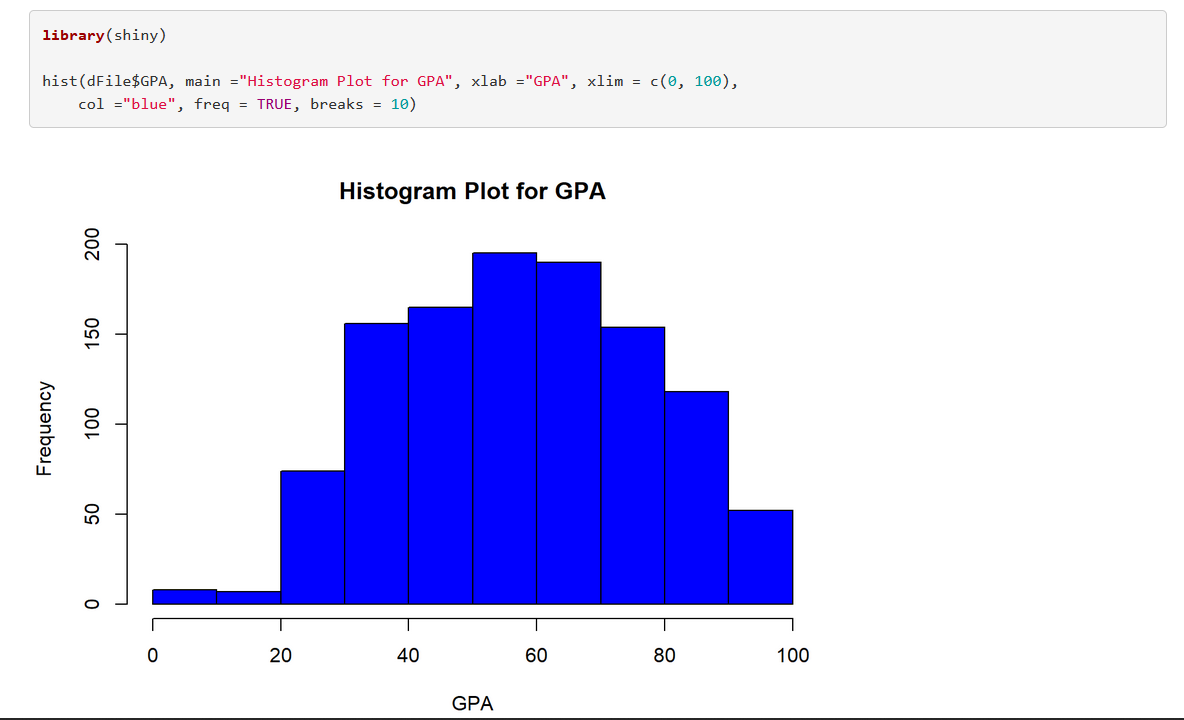 library(shiny)
hist(dFile$GPA, main ="Histogram Plot for GPA", xlab ="GPA", xlim = c(0, 100),
col ="blue", freq = TRUE, breaks = 10)
Histogram Plot for GPA
200
150
100
50
0
Frequency
0 20 40 60 80 100
GPA